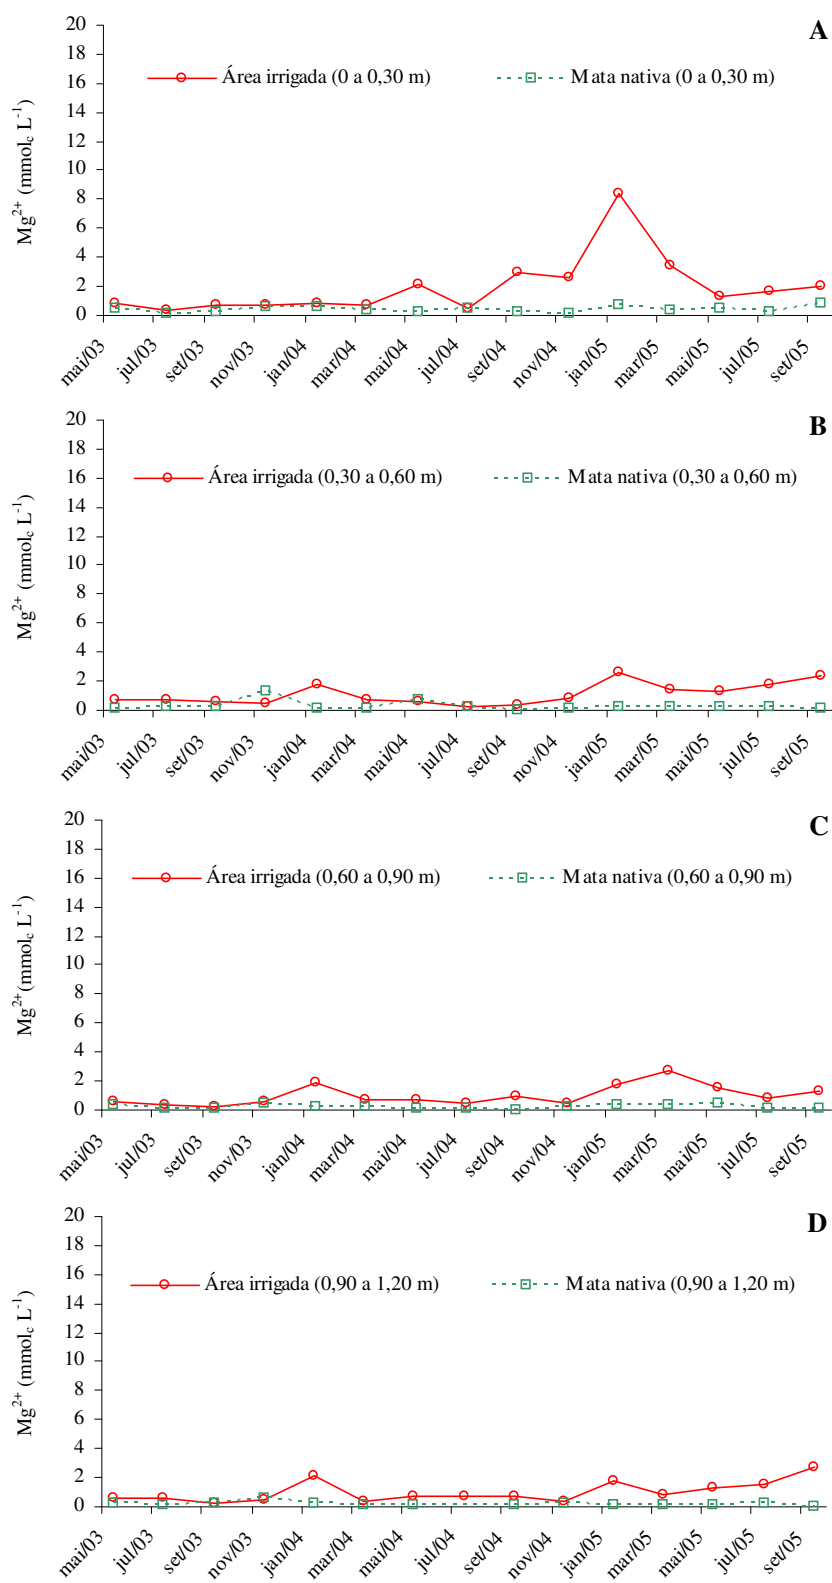 A
20
18
16
14
12
10
8
6
4
2
0
Mg²⁺ (mmol꜀ L⁻¹)
Área irrigada (0 a 0,30 m)
Mata nativa (0 a 0,30 m)
mai/03
jul/03
set/03
nov/03
jan/04
mar/04
mai/04
jul/04
set/04
nov/04
jan/05
mar/05
mai/05
jul/05
set/05
B
20
18
16
14
12
10
8
6
4
2
0
Mg²⁺ (mmol꜀ L⁻¹)
Área irrigada (0,30 a 0,60 m)
Mata nativa (0,30 a 0,60 m)
mai/03
jul/03
set/03
nov/03
jan/04
mar/04
mai/04
jul/04
set/04
nov/04
jan/05
mar/05
mai/05
jul/05
set/05
C
20
18
16
14
12
10
8
6
4
2
0
Mg²⁺(mmol꜀ L⁻¹)
Área irrigada (0,60 a 0,90 m)
Mata nativa (0,60 a 0,90 m)
mai/03
jul/03
set/03
nov/03
jan/04
mar/04
mai/04
jul/04
set/04
nov/04
jan/05
mar/05
mai/05
jul/05
set/05
D
20
18
16
14
12
10
8
6
4
2
0
Mg²⁺ (mmol꜀ L⁻¹)
Área irrigada (0,90 a 1,20 m)
Mata nativa (0,90 a 1,20 m)
mai/03
jul/03
set/03
nov/03
jan/04
mar/04
mai/04
jul/04
set/04
nov/04
jan/05
mar/05
mai/05
jul/05
set/05